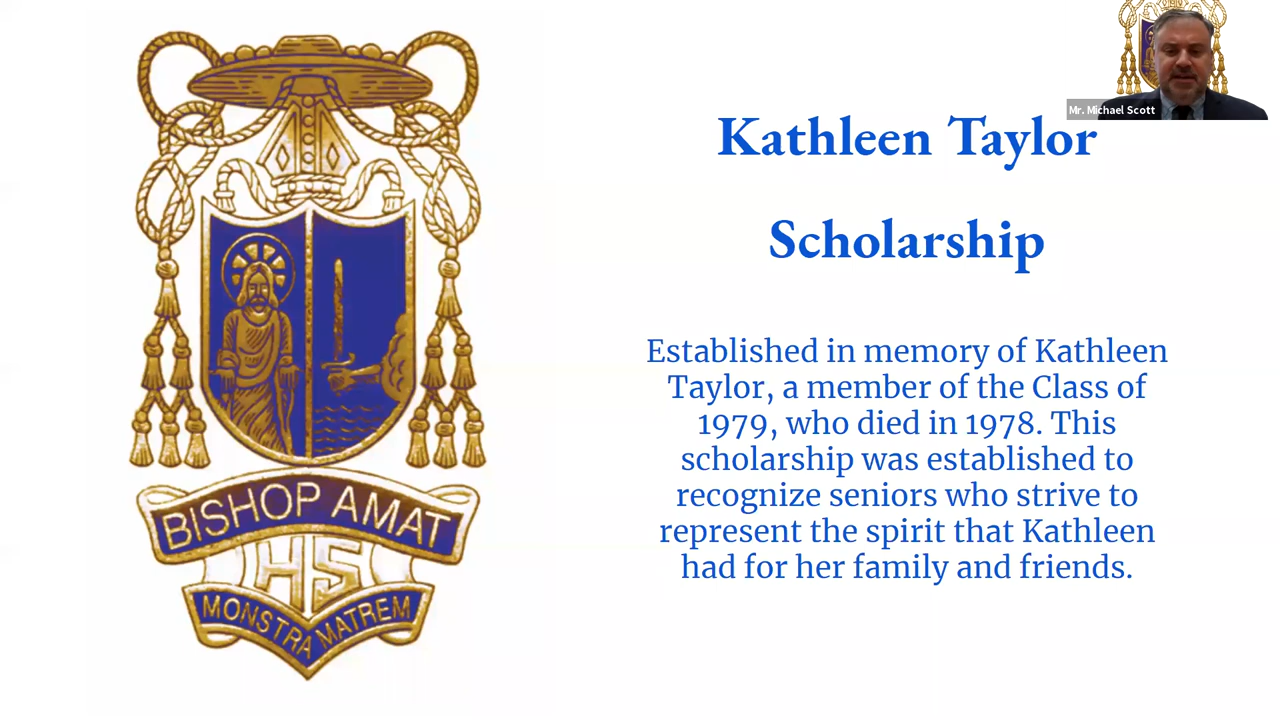 Mr. Michael Scott
Kathleen Taylor
Scholarship
Established in memory of Kathleen
Taylor, a member of the Class of
1979, who died in 1978. This
scholarship was established to
recognize seniors who strive to
represent the spirit that Kathleen
had for her family and friends.
BISHOP AMAT
HS
MONSTRA MATREM